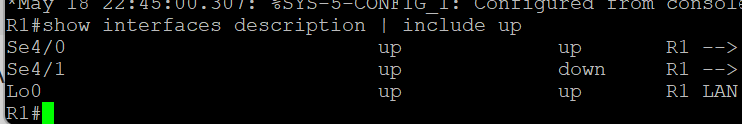 *May 18 22:45:00.307: %SYS-5-CONFIG_I: Configured from console
R1#show interfaces description | include up
Se4/0 up up R1 -->
Se4/1 up down R1 -->
Lo0 up up R1 LAN
R1#